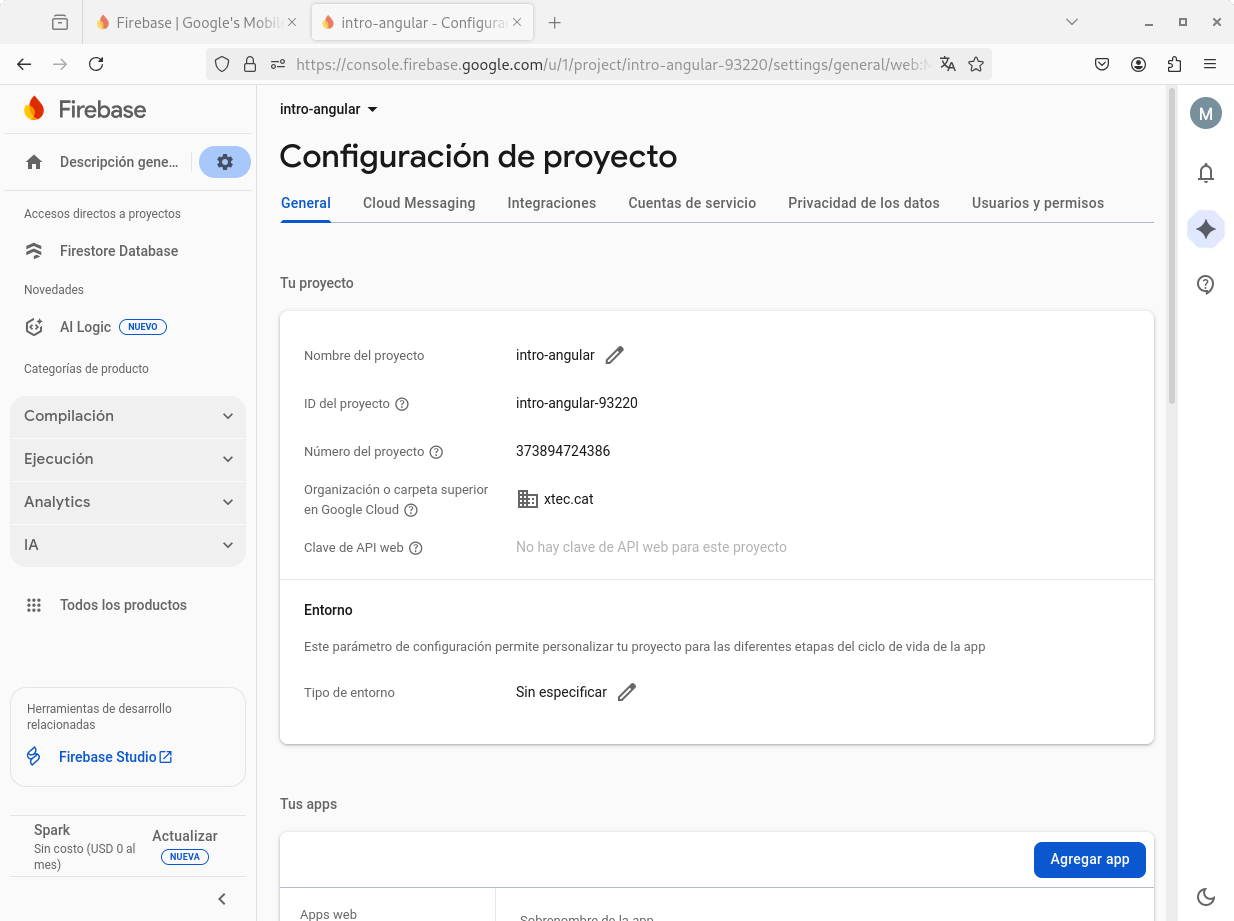 Firebase | Google's Mobil
intro-angular - Configura
https://console.firebase.google.com/u/1/project/intro-angular-93220/settings/general/web:
Firebase
intro-angular
M
Configuración de proyecto
Descripción gene...
General
Cloud Messaging
Integraciones
Cuentas de servicio
Privacidad de los datos
Usuarios y permisos
Accesos directos a proyectos
Firestore Database
Novedades
AI Logic
NUEVO
Categorías de producto
Compilación
Ejecución
Analytics
IA
Todos los productos
Herramientas de desarrollo
relacionadas
Firebase Studio
Spark
Sin costo (USD 0 al
mes)
Actualizar
NUEVA
Tu proyecto
Nombre del proyecto
intro-angular
ID del proyecto
intro-angular-93220
Número del proyecto
373894724386
Organización o carpeta superior
en Google Cloud
xtec.cat
Clave de API web
No hay clave de API web para este proyecto
Entorno
Este parámetro de configuración permite personalizar tu proyecto para las diferentes etapas del ciclo de vida de la app
Tipo de entorno
Sin especificar
Tus apps
Agregar app
Apps web
Sobrenombre de la app